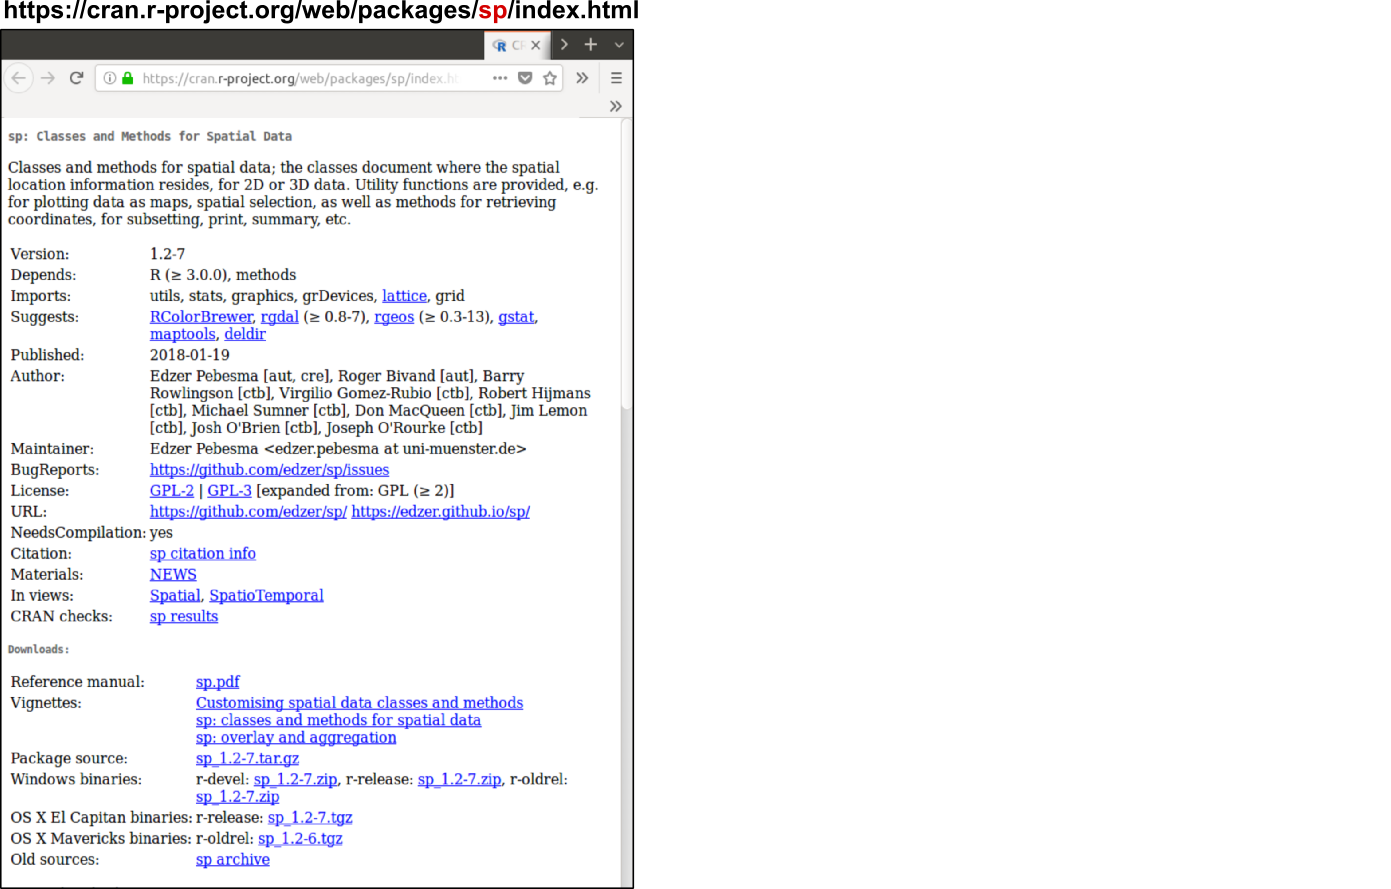 https://cran.r-project.org/web/packages/sp/index.html
https://cran.r-project.org/web/packages/sp/index.ht
sp: Classes and Methods for Spatial Data
Classes and methods for spatial data; the classes document where the spatial
location information resides, for 2D or 3D data. Utility functions are provided, e.g.
for plotting data as maps, spatial selection, as well as methods for retrieving
coordinates, for subsetting, print, summary, etc.
Version: 1.2-7
Depends: R (≥ 3.0.0), methods
Imports: utils, stats, graphics, grDevices, lattice, grid
Suggests: RColorBrewer, rgdal (≥ 0.8-7), rgeos (≥ 0.3-13), gstat,
maptools, deldir
Published: 2018-01-19
Author: Edzer Pebesma [aut, cre], Roger Bivand [aut], Barry
Rowlingson [ctb], Virgilio Gomez-Rubio [ctb], Robert Hijmans
[ctb], Michael Sumner [ctb], Don MacQueen [ctb], Jim Lemon
[ctb], Josh O'Brien [ctb], Joseph O'Rourke [ctb]
Maintainer: Edzer Pebesma <edzer.pebesma at uni-muenster.de>
BugReports: https://github.com/edzer/sp/issues
License: GPL-2 | GPL-3 [expanded from: GPL (≥ 2)]
URL: https://github.com/edzer/sp/ https://edzer.github.io/sp/
NeedsCompilation: yes
Citation: sp citation info
Materials: NEWS
In views: Spatial, SpatioTemporal
CRAN checks: sp results
Downloads:
Reference manual: sp.pdf
Vignettes: Customising spatial data classes and methods
sp: classes and methods for spatial data
sp: overlay and aggregation
Package source: sp_1.2-7.tar.gz
Windows binaries: r-devel: sp_1.2-7.zip, r-release: sp_1.2-7.zip, r-oldrel:
sp_1.2-7.zip
OS X El Capitan binaries: r-release: sp_1.2-7.tgz
OS X Mavericks binaries: r-oldrel: sp_1.2-6.tgz
Old sources: sp archive